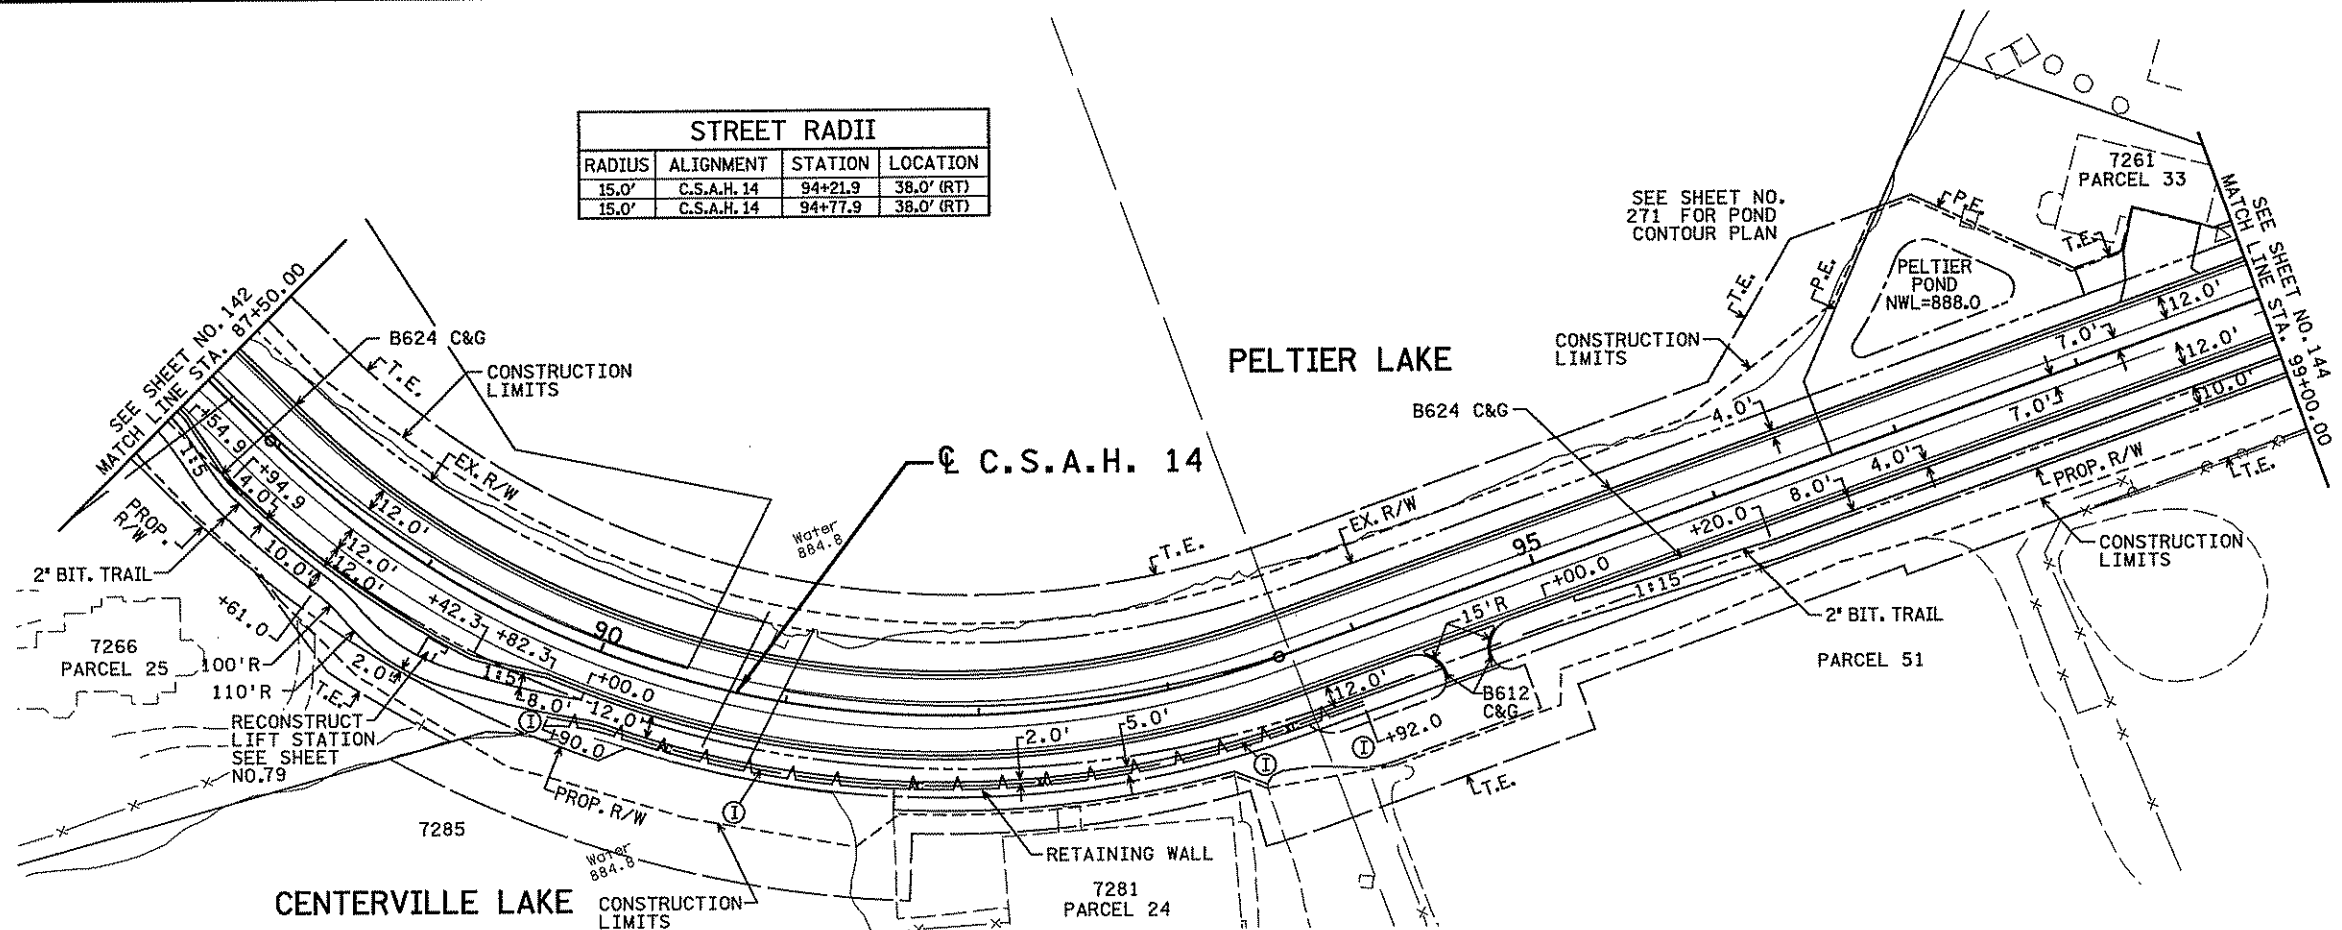 STREET RADII
RADIUS ALIGNMENT STATION LOCATION
15.0' C.S.A.H. 14 94+21.9 38.0' (RT)
15.0' C.S.A.H. 14 94+77.9 38.0' (RT)
SEE SHEET NO. 142
MATCH LINE STA. 87+50.00
B624 C&G
T.E.
CONSTRUCTION
LIMITS
EX. R/W
℄ C.S.A.H. 14
Water
884.8
PELTIER LAKE
SEE SHEET NO.
271 FOR POND
CONTOUR PLAN
T.E.
P.E.
P.E.
T.E.
7261
PARCEL 33
PELTIER
POND
NWL=888.0
SEE SHEET NO. 144
MATCH LINE STA. 99+00.00
CONSTRUCTION
LIMITS
B624 C&G
4.0'
7.0'
12.0'
12.0'
7.0'
10.0'
4.0'
8.0'
+20.0
PROP. R/W
T.E.
CONSTRUCTION
LIMITS
EX. R/W
T.E.
95
+00.0
1:15
15'R
2" BIT. TRAIL
PARCEL 51
B612
C&G
12.0'
+92.0
I
T.E.
+54.9
1:5
+94.9
4.0'
12.0'
PROP.
R/W
10.0'
12.0'
12.0'
2" BIT. TRAIL
+61.0
+42.3
+82.3
90
7266
PARCEL 25
100'R
110'R
2.0'
T.E.
1:5
+00.0
8.0'
12.0'
I
+90.0
RECONSTRUCT
LIFT STATION
SEE SHEET
NO.79
PROP. R/W
I
2.0'
5.0'
I
7285
Water
884.8
CENTERVILLE LAKE
CONSTRUCTION
LIMITS
RETAINING WALL
7281
PARCEL 24